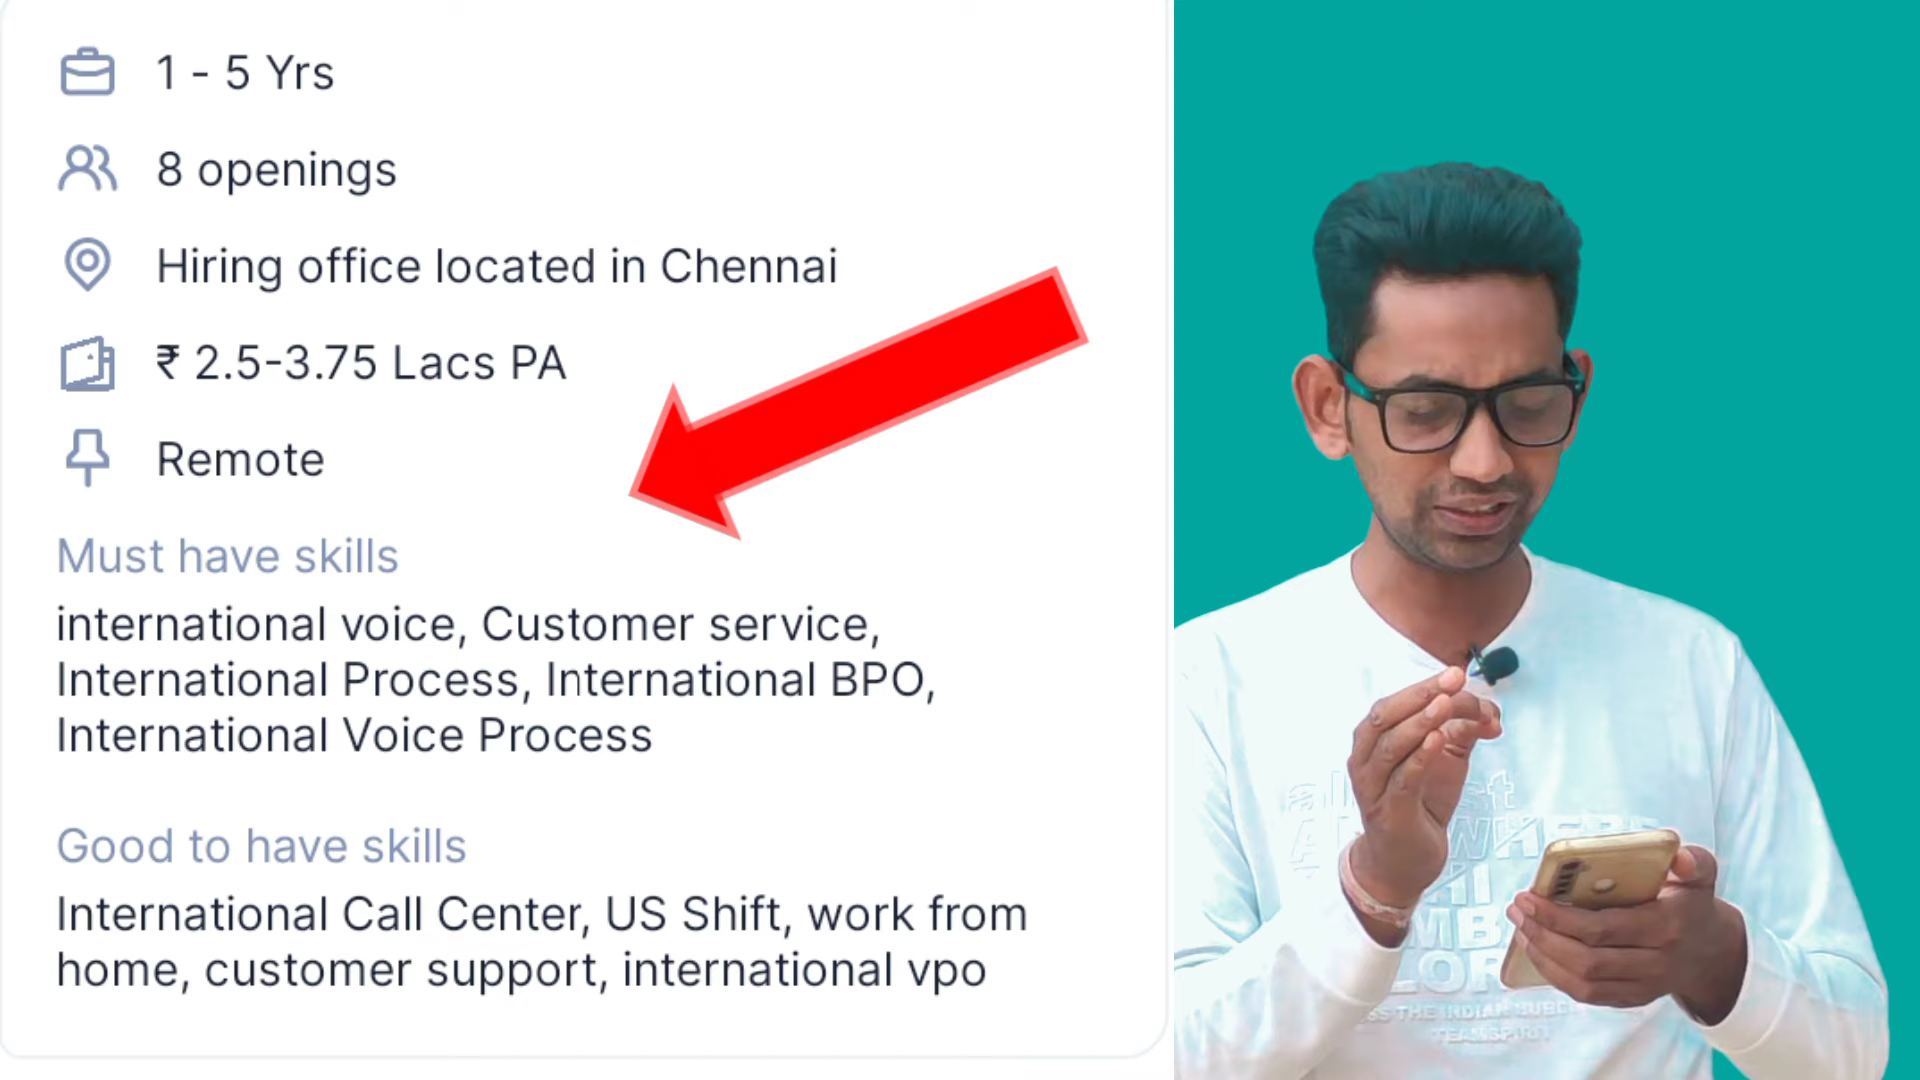 1 - 5 Yrs
8 openings
Hiring office located in Chennai
₹ 2.5-3.75 Lacs PA
Remote
Must have skills
international voice, Customer service,
International Process, International BPO,
International Voice Process
Good to have skills
International Call Center, US Shift, work from
home, customer support, international vpo